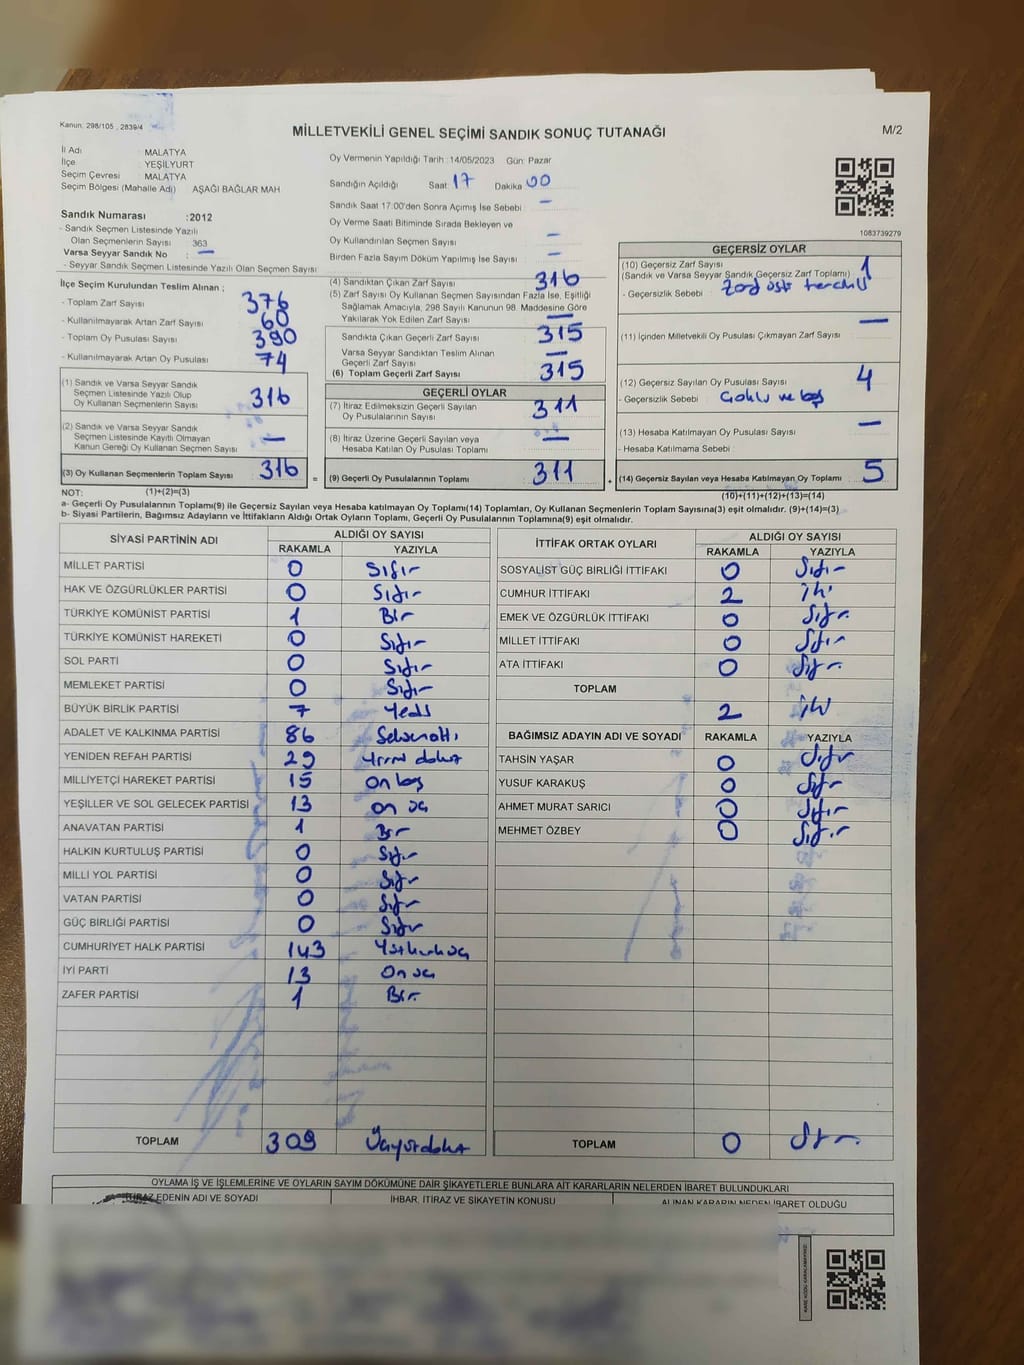 Kanun: 298/105 , 2839/4
MİLLETVEKİLİ GENEL SEÇİMİ SANDIK SONUÇ TUTANAĞI
M/2
İl Adı : MALATYA
İlçe : YEŞİLYURT
Seçim Çevresi : MALATYA
Seçim Bölgesi (Mahalle Adı) AŞAĞI BAĞLAR MAH
Sandık Numarası : 2012
- Sandık Seçmen Listesinde Yazılı
Olan Seçmenlerin Sayısı 363
Varsa Seyyar Sandık No : —
- Seyyar Sandık Seçmen Listesinde Yazılı Olan Seçmen Sayısı
Oy Vermenin Yapıldığı Tarih : 14/05/2023 Gün: Pazar
Sandığın Açıldığı Saat: 17 Dakika 00
Sandık Saat 17:00'den Sonra Açımış İse Sebebi : —
Oy Verme Saati Bitiminde Sırada Bekleyen ve
Oy Kullandırılan Seçmen Sayısı : —
Birden Fazla Sayım Döküm Yapılmış İse Sayısı : —
1083739279
İlçe Seçim Kurulundan Teslim Alınan ;
- Toplam Zarf Sayısı : 376
- Kullanılmayarak Artan Zarf Sayısı : 60
- Toplam Oy Pusulası Sayısı : 390
- Kullanılmayarak Artan Oy Pusulası : 74
(1) Sandık ve Varsa Seyyar Sandık
Seçmen Listesinde Yazılı Olup
Oy Kullanan Seçmenlerin Sayısı 316
(2) Sandık ve Varsa Seyyar Sandık
Seçmen Listesinde Kayıtlı Olmayan
Kanun Gereği Oy Kullanan Seçmen Sayısı : —
(3) Oy Kullanan Seçmenlerin Toplam Sayısı 316
(1)+(2)=(3)
(4) Sandıktan Çıkan Zarf Sayısı : 316
(5) Zarf Sayısı Oy Kullanan Seçmen Sayısından Fazla İse, Eşitliği
Sağlamak Amacıyla, 298 Sayılı Kanunun 98. Maddesine Göre
Yakılarak Yok Edilen Zarf Sayısı : —
Sandıkta Çıkan Geçerli Zarf Sayısı : 315
Varsa Seyyar Sandıktan Teslim Alınan
Geçerli Zarf Sayısı : —
(6) Toplam Geçerli Zarf Sayısı : 315
GEÇERLİ OYLAR
(7) İtiraz Edilmeksizin Geçerli Sayılan
Oy Pusulalarının Sayısı : 311
(8) İtiraz Üzerine Geçerli Sayılan veya
Hesaba Katılan Oy Pusulası Toplamı : —
= (9) Geçerli Oy Pusulalarının Toplamı : 311
GEÇERSİZ OYLAR
(10) Geçersiz Zarf Sayısı : 1
(Sandık ve Varsa Seyyar Sandık Geçersiz Zarf Toplamı)
- Geçersizlik Sebebi : Zarf üstü
(11) İçinden Milletvekili Oy Pusulası Çıkmayan Zarf Sayısı : —
(12) Geçersiz Sayılan Oy Pusulası Sayısı : 4
- Geçersizlik Sebebi : Çoklu ve boş
(13) Hesaba Katılmayan Oy Pusulası Sayısı : —
- Hesaba Katılmama Sebebi :
+ (14) Geçersiz Sayılan veya Hesaba Katılmayan Oy Toplamı : 5
(10)+(11)+(12)+(13)=(14)
NOT:
a- Geçerli Oy Pusulalarının Toplamı(9) ile Geçersiz Sayılan veya Hesaba katılmayan Oy Toplamı(14) Toplamları, Oy Kullanan Seçmenlerin Toplam Sayısına(3) eşit olmalıdır. (9)+(14)=(3)
b- Siyasi Partilerin, Bağımsız Adayların ve İttifakların Aldığı Ortak Oyların Toplamı, Geçerli Oy Pusulalarının Toplamına(9) eşit olmalıdır.
SİYASİ PARTİNİN ADI ALDIĞI OY SAYISI
RAKAMLA YAZIYLA
MİLLET PARTİSİ 0 Sıfır
HAK VE ÖZGÜRLÜKLER PARTİSİ 0 Sıfır
TÜRKİYE KOMÜNİST PARTİSİ 1 Bir
TÜRKİYE KOMÜNİST HAREKETİ 0 Sıfır
SOL PARTİ 0 Sıfır
MEMLEKET PARTİSİ 0 Sıfır
BÜYÜK BİRLİK PARTİSİ 7 Yedi
ADALET VE KALKINMA PARTİSİ 86 Seksenaltı
YENİDEN REFAH PARTİSİ 29 Yirmi dokuz
MİLLİYETÇİ HAREKET PARTİSİ 15 On beş
YEŞİLLER VE SOL GELECEK PARTİSİ 13 on üç
ANAVATAN PARTİSİ 1 Bir
HALKIN KURTULUŞ PARTİSİ 0 Sıfır
MİLLİ YOL PARTİSİ 0 Sıfır
VATAN PARTİSİ 0 Sıfır
GÜÇ BİRLİĞİ PARTİSİ 0 Sıfır
CUMHURİYET HALK PARTİSİ 143 Yüzkırküç
İYİ PARTİ 13 On üç
ZAFER PARTİSİ 1 Bir
TOPLAM 309 Üçyüzdokuz
İTTİFAK ORTAK OYLARI ALDIĞI OY SAYISI
RAKAMLA YAZIYLA
SOSYALİST GÜÇ BİRLİĞİ İTTİFAKI 0 Sıfır
CUMHUR İTTİFAKI 2 iki
EMEK VE ÖZGÜRLÜK İTTİFAKI 0 Sıfır
MİLLET İTTİFAKI 0 Sıfır
ATA İTTİFAKI 0 Sıfır
TOPLAM 2 iki
BAĞIMSIZ ADAYIN ADI VE SOYADI RAKAMLA YAZIYLA
TAHSİN YAŞAR 0 Sıfır
YUSUF KARAKUŞ 0 Sıfır
AHMET MURAT SARICI 0 Sıfır
MEHMET ÖZBEY 0 Sıfır
TOPLAM 0 Sıfır
OYLAMA İŞ VE İŞLEMLERİNE VE OYLARIN SAYIM DÖKÜMÜNE DAİR ŞİKAYETLERLE BUNLARA AİT KARARLARIN NELERDEN İBARET BULUNDUKLARI
İTİRAZ EDENİN ADI VE SOYADI İHBAR, İTİRAZ VE ŞİKAYETİN KONUSU ALINAN KARARIN NEDEN İBARET OLDUĞU